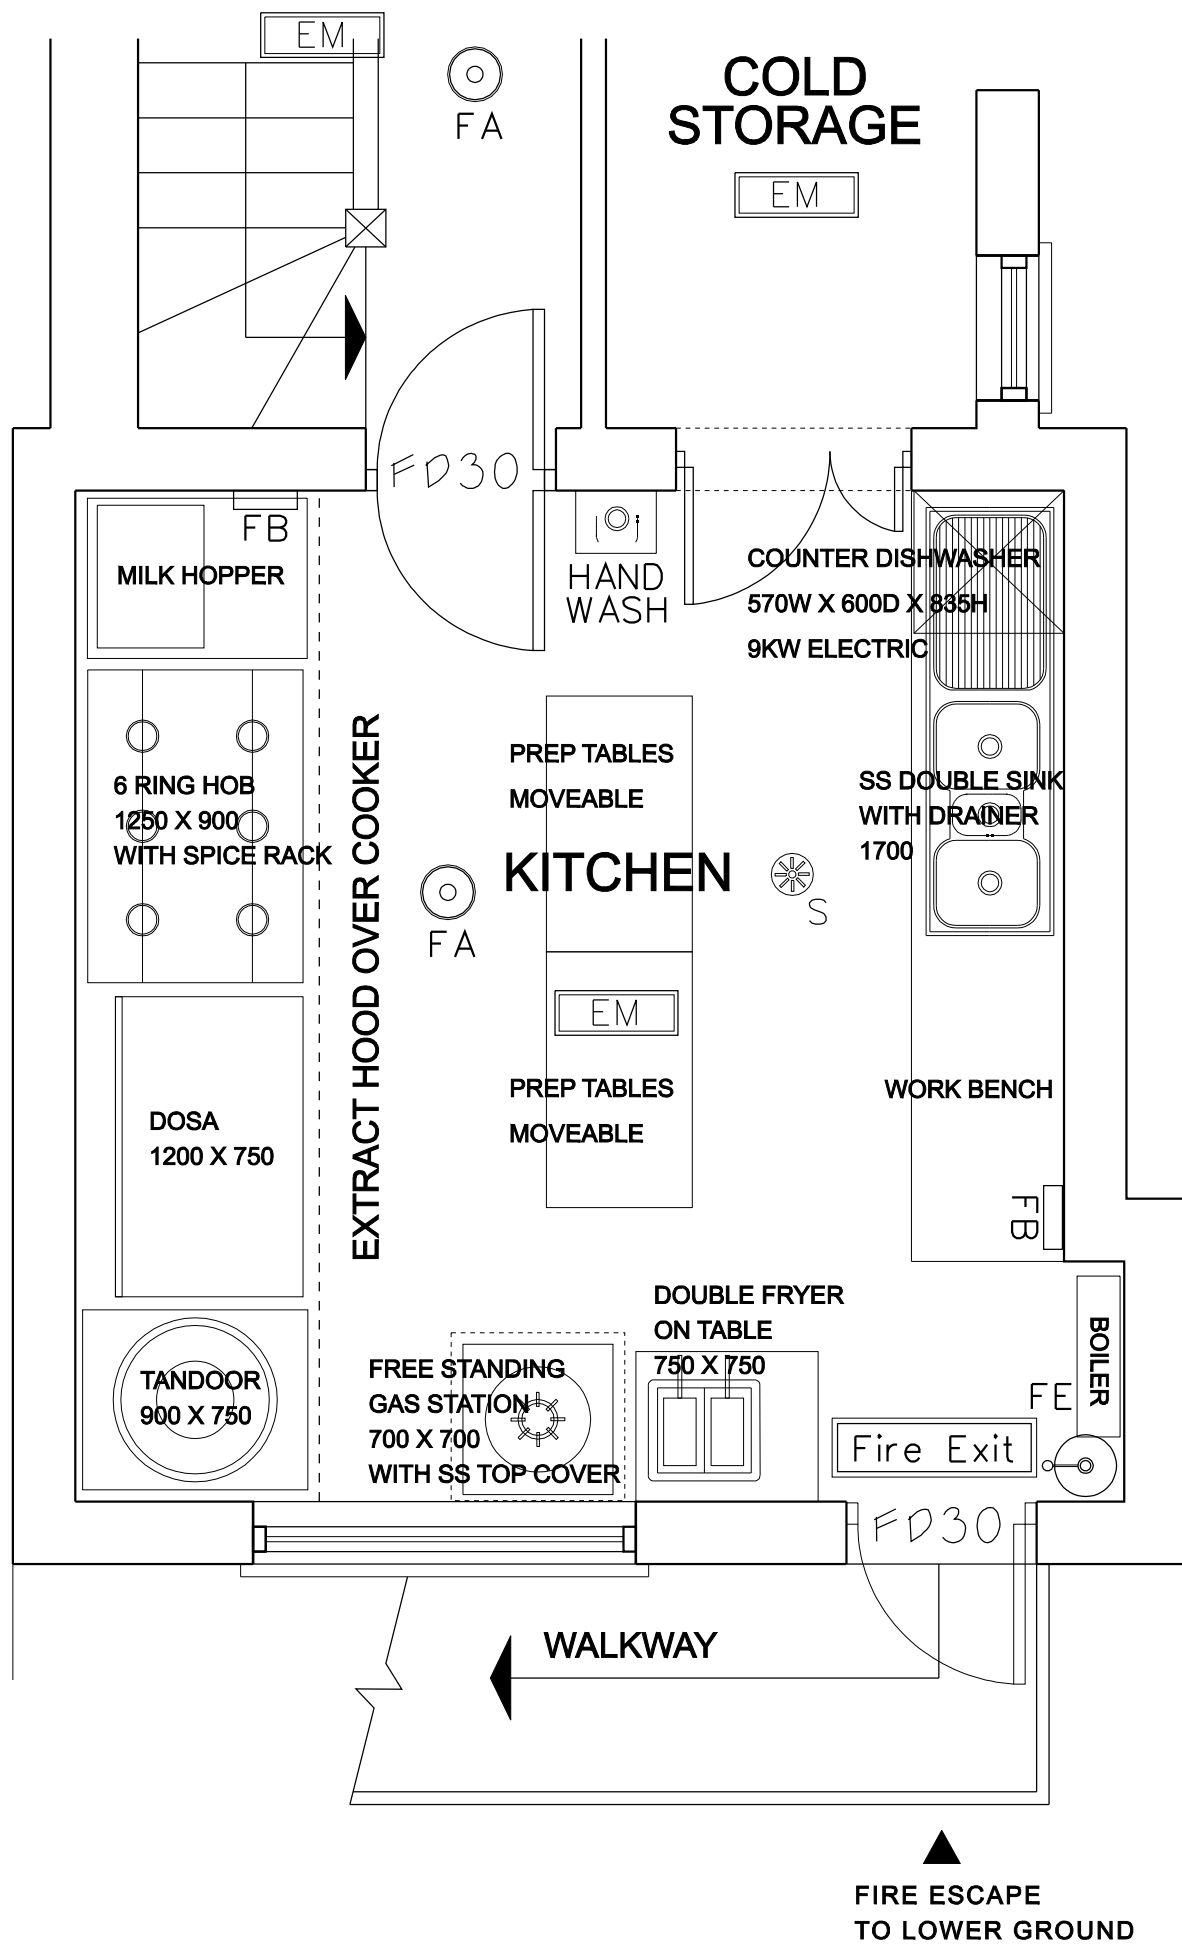 EM
FA
COLD
STORAGE
EM
FD30
FB
MILK HOPPER
HAND
WASH
COUNTER DISHWASHER
570W X 600D X 835H
9KW ELECTRIC
6 RING HOB
1250 X 900
WITH SPICE RACK
EXTRACT HOOD OVER COOKER
PREP TABLES
MOVEABLE
KITCHEN
FA
S
SS DOUBLE SINK
WITH DRAINER
1700
EM
PREP TABLES
MOVEABLE
WORK BENCH
DOSA
1200 X 750
FB
TANDOOR
900 X 750
FREE STANDING
GAS STATION
700 X 700
WITH SS TOP COVER
DOUBLE FRYER
ON TABLE
750 X 750
BOILER
FE
Fire Exit
FD30
WALKWAY
FIRE ESCAPE
TO LOWER GROUND